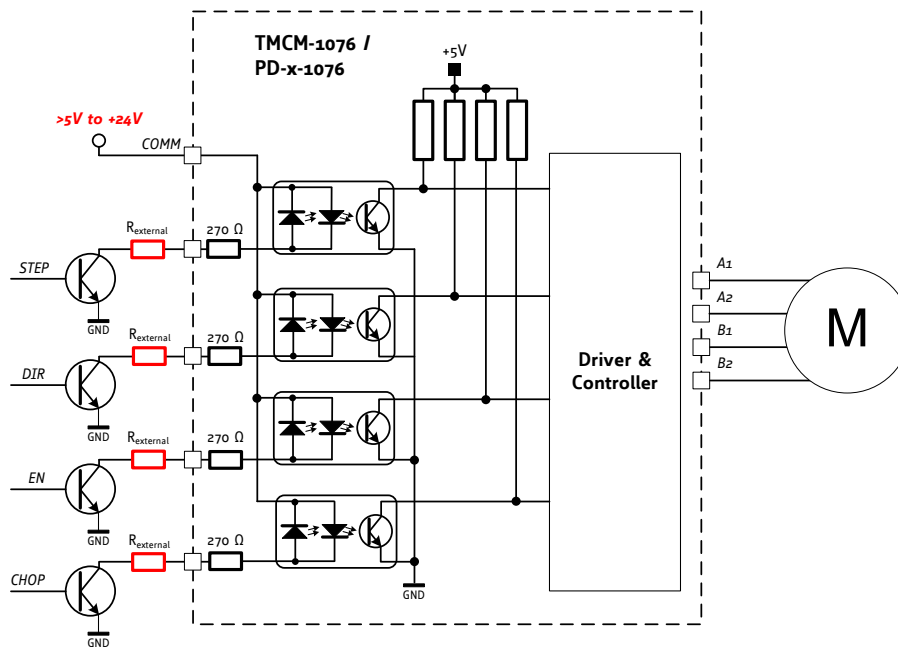 TMCM-1076 /
PD-x-1076
+5V
>5V to +24V
COMM
Rexternal
270 Ω
STEP
GND
Rexternal
270 Ω
DIR
GND
Rexternal
270 Ω
EN
GND
Rexternal
270 Ω
CHOP
GND
GND
Driver &
Controller
A1
A2
B1
B2
M